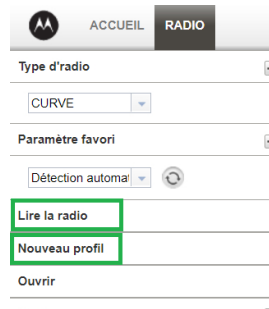 ACCUEIL RADIO
Type d'radio
CURVE
Paramètre favori
Détection automat
Lire la radio
Nouveau profil
Ouvrir